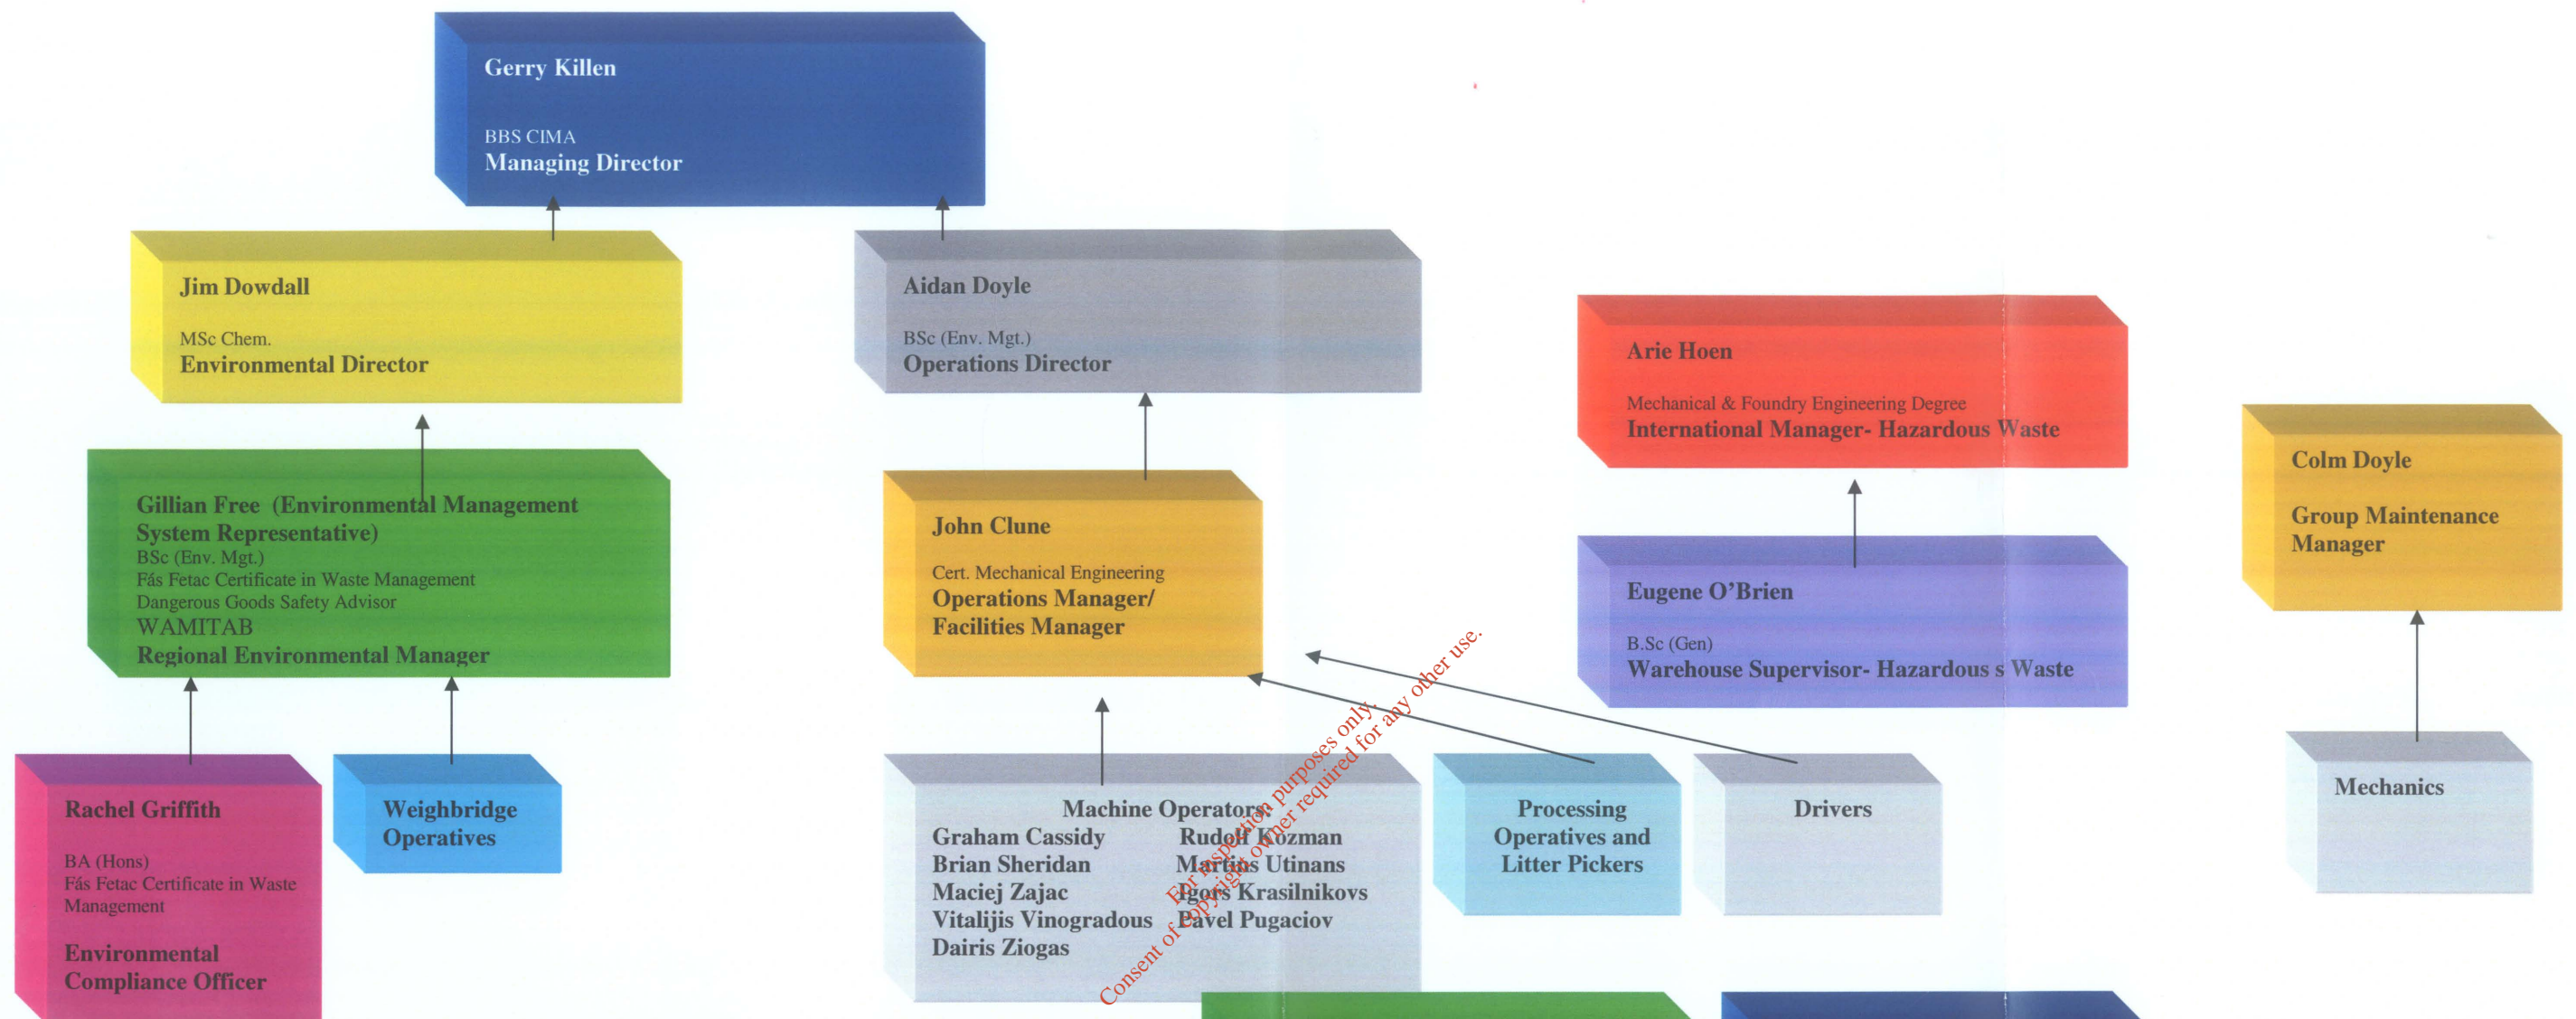 Gerry Killen
BBS CIMA
Managing Director
Jim Dowdall
MSc Chem.
Environmental Director
Aidan Doyle
BSc (Env. Mgt.)
Operations Director
Arie Hoen
Mechanical & Foundry Engineering Degree
International Manager- Hazardous Waste
Colm Doyle
Group Maintenance
Manager
Gillian Free (Environmental Management
System Representative)
BSc (Env. Mgt.)
Fás Fetac Certificate in Waste Management
Dangerous Goods Safety Advisor
WAMITAB
Regional Environmental Manager
John Clune
Cert. Mechanical Engineering
Operations Manager/
Facilities Manager
Eugene O'Brien
B.Sc (Gen)
Warehouse Supervisor- Hazardous s Waste
Rachel Griffith
BA (Hons)
Fás Fetac Certificate in Waste
Management
Environmental
Compliance Officer
Weighbridge
Operatives
Machine Operators:
Graham Cassidy Rudolf Kozman
Brian Sheridan Martins Utinans
Maciej Zajac Igors Krasilnikovs
Vitalijis Vinogradous Pavel Pugaciov
Dairis Ziogas
Processing
Operatives and
Litter Pickers
Drivers
Mechanics
For inspection purposes only.
Consent of copyright owner required for any other use.